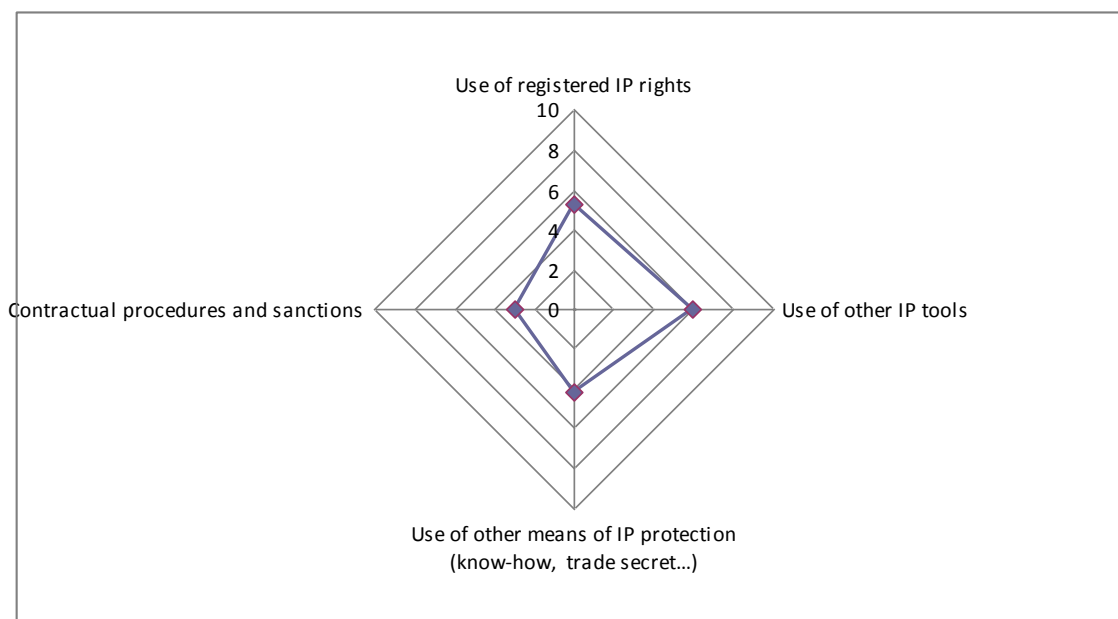 Use of registered IP rights
10
8
6
4
2
0
Contractual procedures and sanctions
Use of other IP tools
Use of other means of IP protection
(know-how, trade secret…)